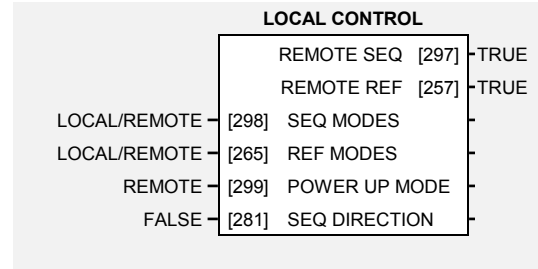 LOCAL CONTROL
REMOTE SEQ [297] TRUE
REMOTE REF [257] TRUE
LOCAL/REMOTE [298] SEQ MODES
LOCAL/REMOTE [265] REF MODES
REMOTE [299] POWER UP MODE
FALSE [281] SEQ DIRECTION